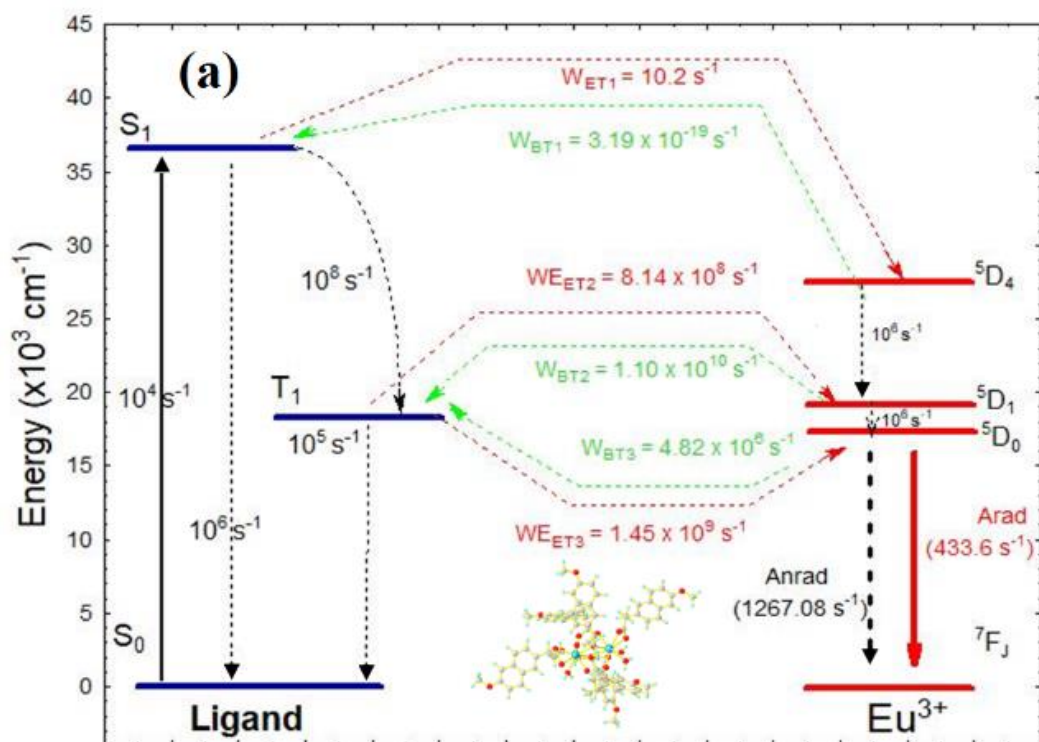 (a)
Energy (x10³ cm⁻¹)
45
40
35
30
25
20
15
10
5
0
S₁
T₁
S₀
10⁴ s⁻¹
10⁶ s⁻¹
10⁸ s⁻¹
10⁵ s⁻¹
W_ET1 = 10.2 s⁻¹
W_BT1 = 3.19 x 10⁻¹⁹ s⁻¹
WE_ET2 = 8.14 x 10⁸ s⁻¹
W_BT2 = 1.10 x 10¹⁰ s⁻¹
W_BT3 = 4.82 x 10⁶ s⁻¹
WE_ET3 = 1.45 x 10⁹ s⁻¹
⁵D₄
10⁶ s⁻¹
⁵D₁
10⁶ s⁻¹
⁵D₀
Anrad
(1267.08 s⁻¹)
Arad
(433.6 s⁻¹)
⁷F_J
Ligand
Eu³⁺